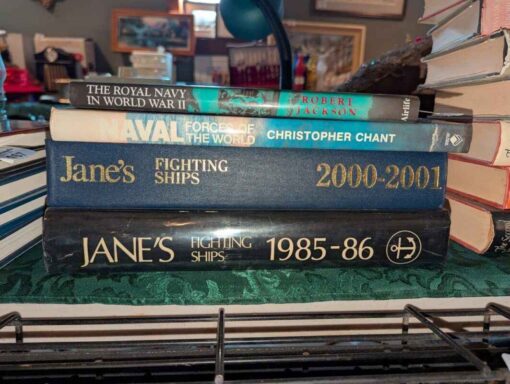 THE ROYAL NAVY
IN WORLD WAR II
ROBERT
JACKSON
Airlife
NAVAL FORCES OF
THE WORLD
CHRISTOPHER CHANT
Jane's
FIGHTING
SHIPS
2000-2001
JANE'S
FIGHTING
SHIPS
1985-86